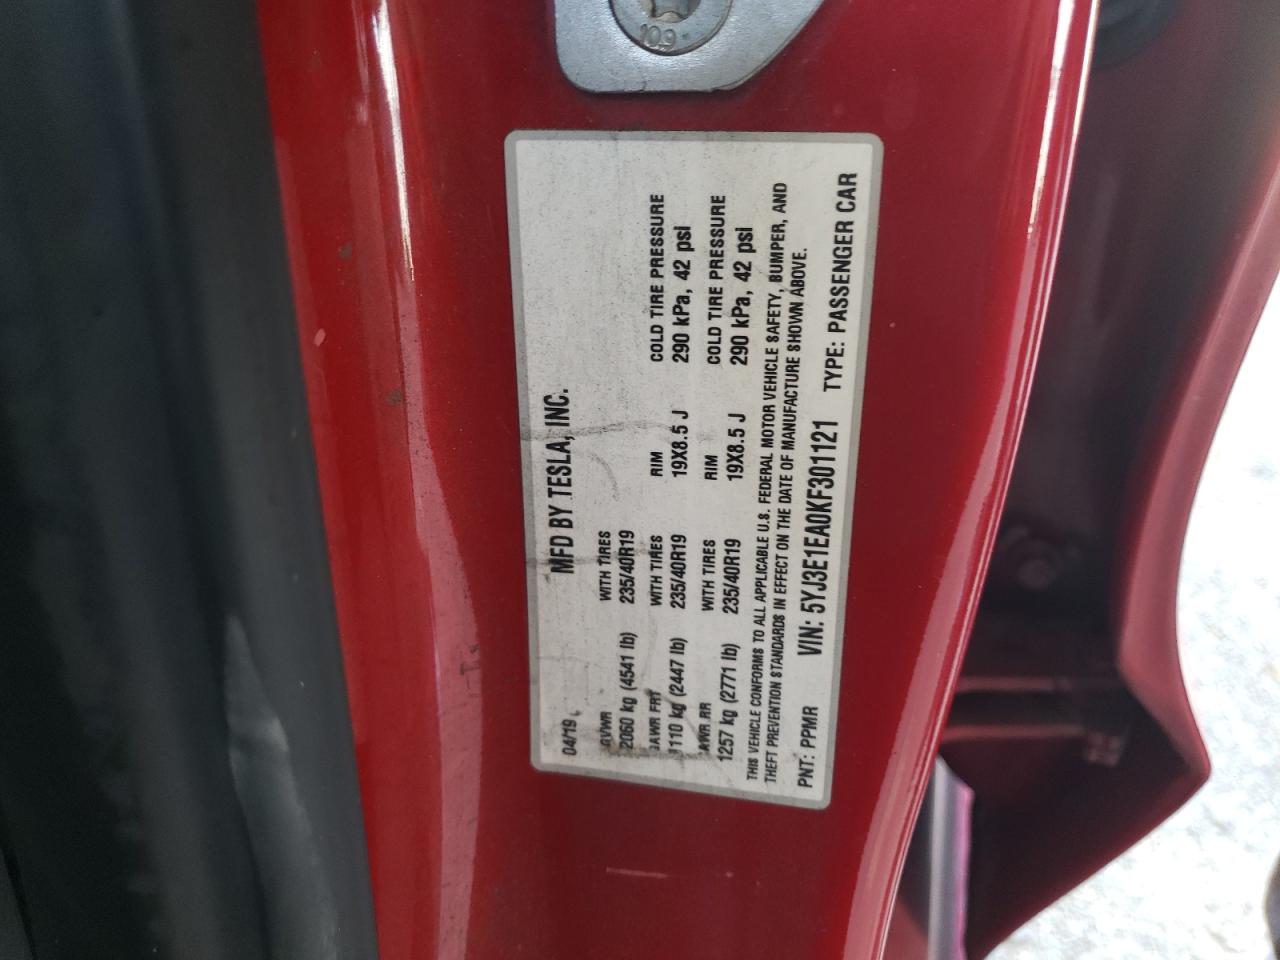 109
MFD BY TESLA, INC.
04/19
GVWR WITH TIRES
2060 kg (4541 lb) 235/40R19
GAWR FRT WITH TIRES RIM COLD TIRE PRESSURE
1110 kg (2447 lb) 235/40R19 19X8.5 J 290 kPa, 42 psi
GAWR RR WITH TIRES RIM COLD TIRE PRESSURE
1257 kg (2771 lb) 235/40R19 19X8.5 J 290 kPa, 42 psi
THIS VEHICLE CONFORMS TO ALL APPLICABLE U.S. FEDERAL MOTOR VEHICLE SAFETY, BUMPER, AND
THEFT PREVENTION STANDARDS IN EFFECT ON THE DATE OF MANUFACTURE SHOWN ABOVE.
PNT: PPMR VIN: 5YJ3E1EA0KF301121 TYPE: PASSENGER CAR